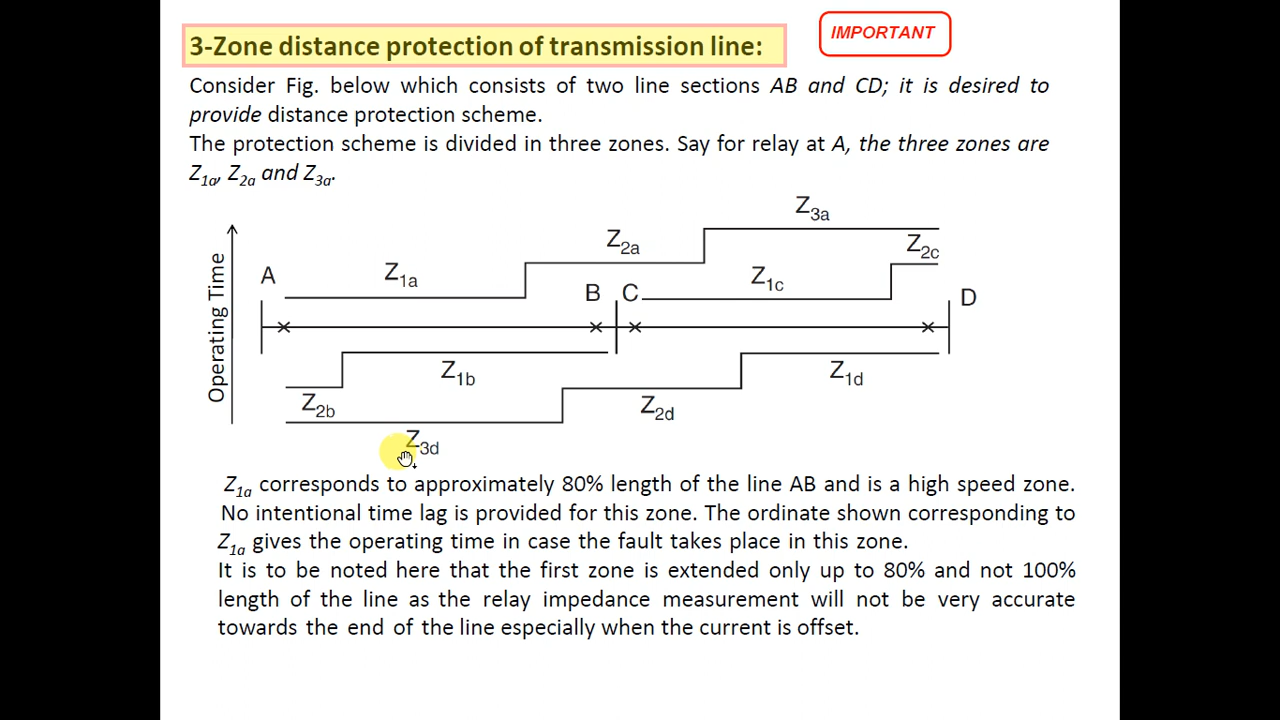 3-Zone distance protection of transmission line:
IMPORTANT
Consider Fig. below which consists of two line sections AB and CD; it is desired to
provide distance protection scheme.
The protection scheme is divided in three zones. Say for relay at A, the three zones are
Z1a, Z2a and Z3a.
Z3a
Z2a
Z2c
A
Z1a
Z1c
B
C
D
Operating Time
Z1b
Z1d
Z2b
Z2d
Z3d
Z1a corresponds to approximately 80% length of the line AB and is a high speed zone.
No intentional time lag is provided for this zone. The ordinate shown corresponding to
Z1a gives the operating time in case the fault takes place in this zone.
It is to be noted here that the first zone is extended only up to 80% and not 100%
length of the line as the relay impedance measurement will not be very accurate
towards the end of the line especially when the current is offset.